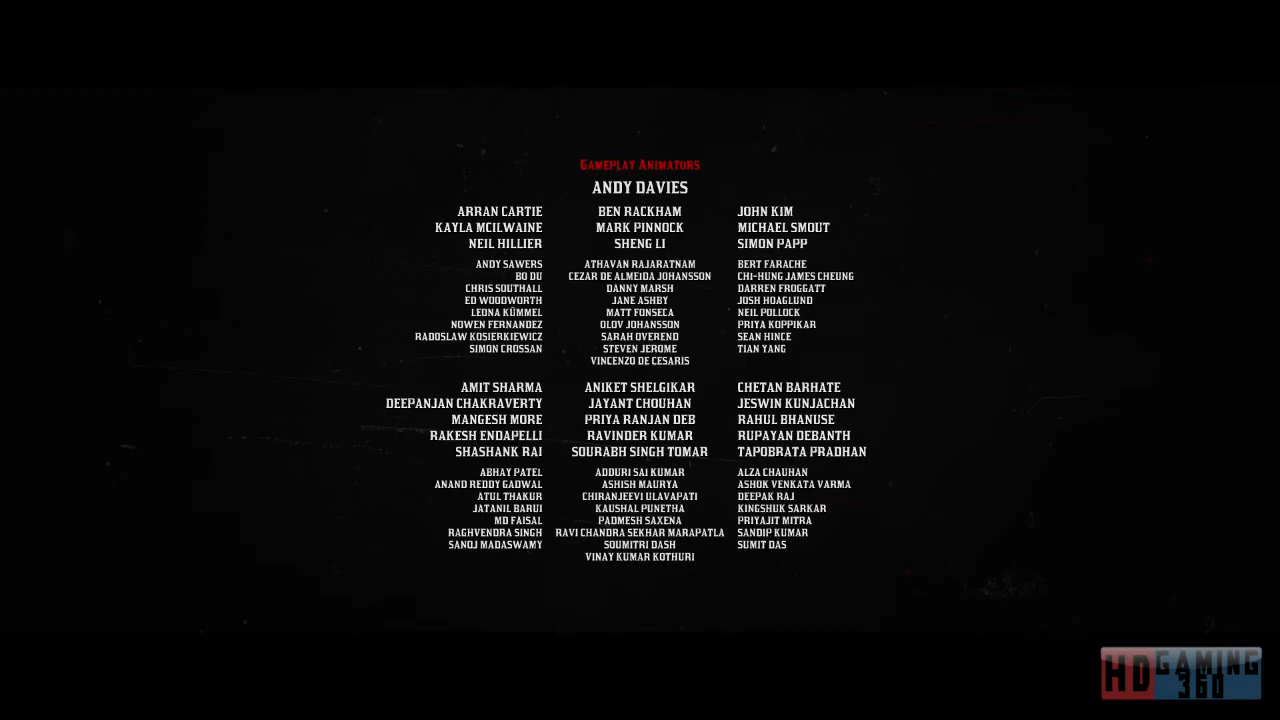 Gameplay Animators
ANDY DAVIES
ARRAN CARTIE BEN RACKHAM JOHN KIM
KAYLA MCILWAINE MARK PINNOCK MICHAEL SMOUT
NEIL HILLIER SHENG LI SIMON PAPP
ANDY SAWERS ATHAVAN RAJARATNAM BERT FARACHE
BO DU CEZAR DE ALMEIDA JOHANSSON CHI-HUNG JAMES CHEUNG
CHRIS SOUTHALL DANNY MARSH DARREN FROGGATT
ED WOODWORTH JANE ASHBY JOSH HOAGLUND
LEONA KÜMMEL MATT FONSECA NEIL POLLOCK
NOWEN FERNANDEZ OLOV JOHANSSON PRIYA KOPPIKAR
RADOSLAW KOSIERKIEWICZ SARAH OVEREND SEAN HINCE
SIMON CROSSAN STEVEN JEROME TIAN YANG
VINCENZO DE CESARIS
AMIT SHARMA ANIKET SHELGIKAR CHETAN BARHATE
DEEPANJAN CHAKRAVERTY JAYANT CHOUHAN JESWIN KUNJACHAN
MANGESH MORE PRIYA RANJAN DEB RAHUL BHANUSE
RAKESH ENDAPELLI RAVINDER KUMAR RUPAYAN DEBANTH
SHASHANK RAI SOURABH SINGH TOMAR TAPOBRATA PRADHAN
ABHAY PATEL ADDURI SAI KUMAR ALZA CHAUHAN
ANAND REDDY GADWAL ASHISH MAURYA ASHOK VENKATA VARMA
ATUL THAKUR CHIRANJEEVI ULAVAPATI DEEPAK RAJ
JATANIL BARUI KAUSHAL PUNETHA KINGSHUK SARKAR
MD FAISAL PADMESH SAXENA PRIYAJIT MITRA
RAGHVENDRA SINGH RAVI CHANDRA SEKHAR MARAPATLA SANDIP KUMAR
SANOJ MADASWAMY SOUMITRI DASH SUMIT DAS
VINAY KUMAR KOTHURI
HD GAMING
360